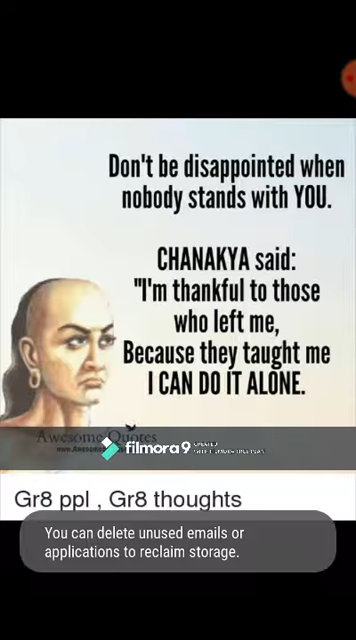 Don't be disappointed when
nobody stands with YOU.
CHANAKYA said:
"I'm thankful to those
who left me,
Because they taught me
I CAN DO IT ALONE.
Awesome Quotes
filmora9
Gr8 ppl , Gr8 thoughts
You can delete unused emails or
applications to reclaim storage.